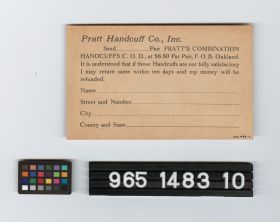 Pratt Handcuff Co., Inc.
Send Pair PRATT'S COMBINATION
HANDCUFFS C. O. D., at $8.50 Per Pair, F. O. B. Oakland.
It is understood that if these Handcuffs are not fully satisfactory
I may return same within ten days and my money will be
refunded.
Name
Street and Number
City
County and State
965 1483 10